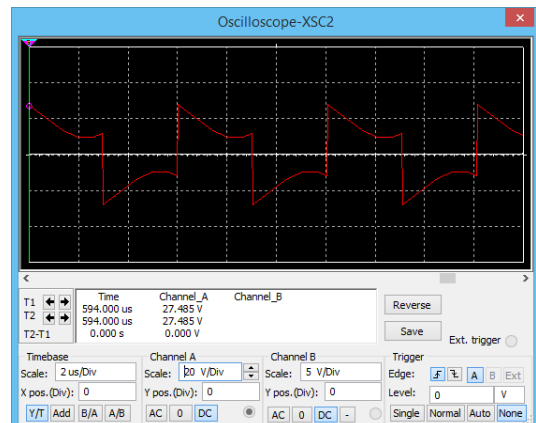 Oscilloscope-XSC2
T1
T2
T2-T1
Time Channel_A Channel_B
594.000 us 27.485 V
594.000 us 27.485 V
0.000 s 0.000 V
Reverse
Save
Ext. trigger
Timebase
Scale: 2 us/Div
X pos.(Div): 0
Y/T Add B/A A/B
Channel A
Scale: 20 V/Div
Y pos.(Div): 0
AC 0 DC
Channel B
Scale: 5 V/Div
Y pos.(Div): 0
AC 0 DC -
Trigger
Edge: A B Ext
Level: 0 V
Single Normal Auto None